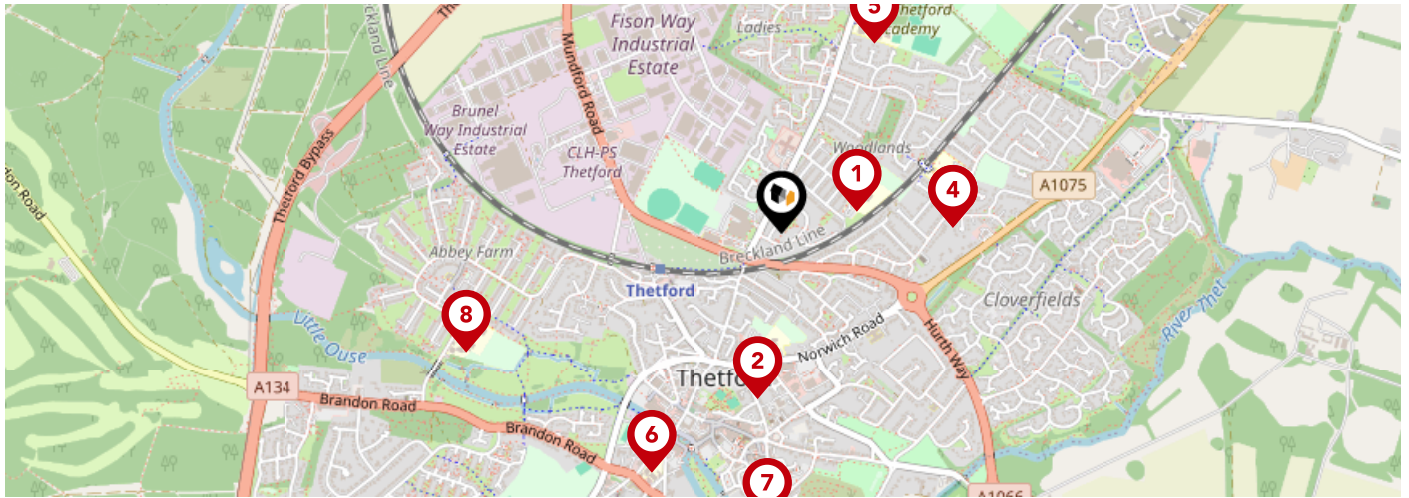 5
Thetford
Academy
Ladies
Fison Way
Industrial
Estate
Mundford Road
Breckland Line
Brunel
Way Industrial
Estate
CLH-PS
Thetford
Woodlands
1
4
A1075
Thetford Bypass
Abbey Farm
Breckland Line
Thetford
Cloverfields
River Thet
8
Little Ouse
Norwich Road
Hurth Way
2
Thetfo
A134
Brandon Road
Brandon Road
6
7
A1066